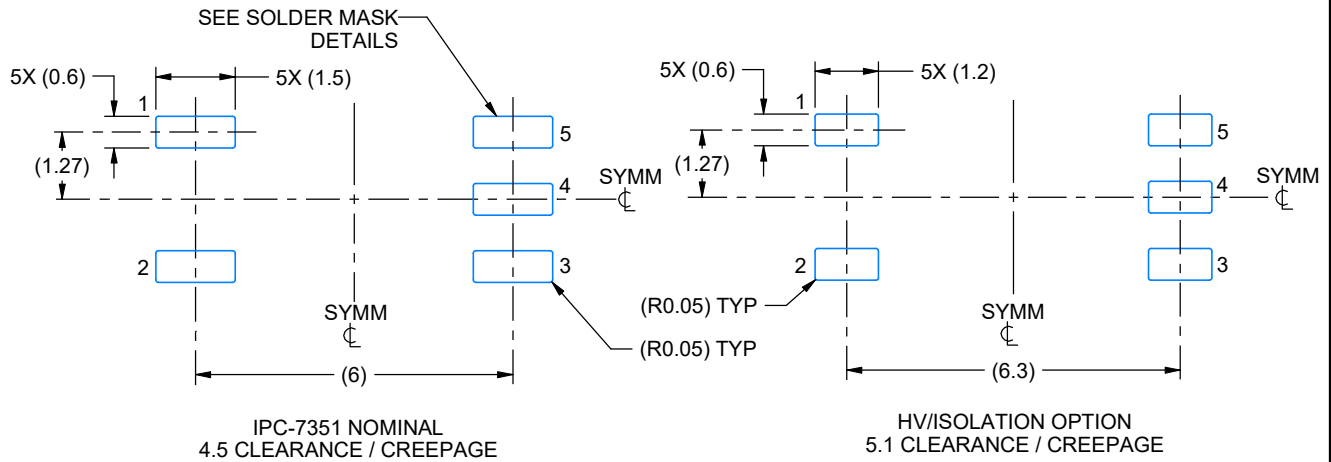 SEE SOLDER MASK
DETAILS
5X (0.6)
5X (1.5)
1
5
(1.27)
4
SYMM
℄
2
3
SYMM
℄
(R0.05) TYP
(6)
IPC-7351 NOMINAL
4.5 CLEARANCE / CREEPAGE
5X (0.6)
5X (1.2)
1
5
(1.27)
4
SYMM
℄
2
3
(R0.05) TYP
SYMM
℄
(6.3)
HV/ISOLATION OPTION
5.1 CLEARANCE / CREEPAGE